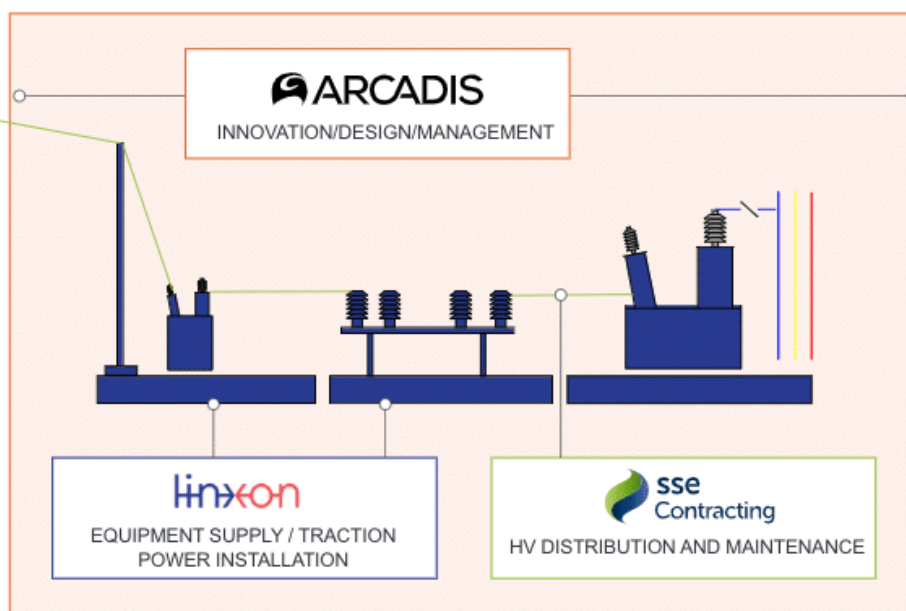 ARCADIS
INNOVATION/DESIGN/MANAGEMENT
linxon
EQUIPMENT SUPPLY / TRACTION
POWER INSTALLATION
sse
Contracting
HV DISTRIBUTION AND MAINTENANCE